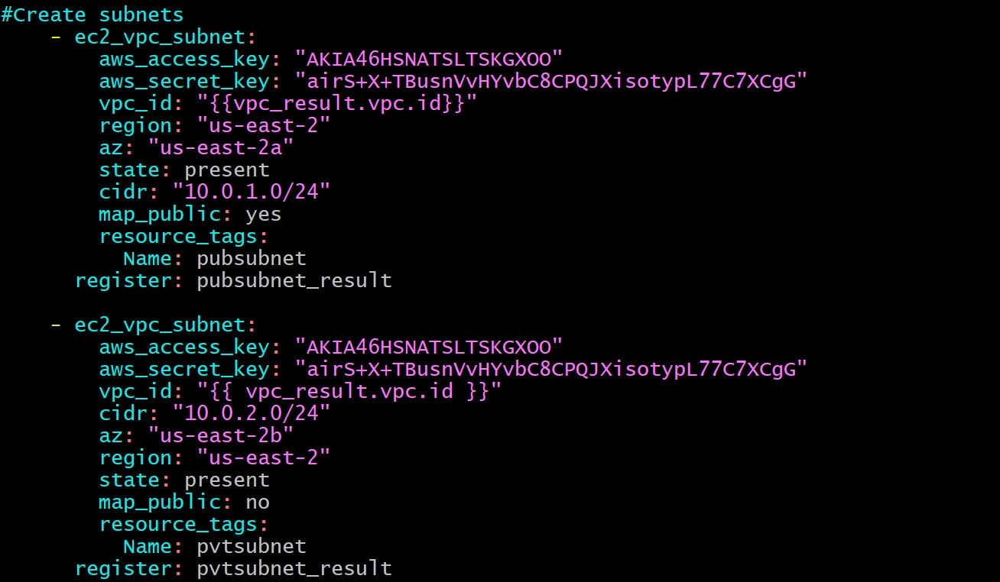 #Create subnets
    - ec2_vpc_subnet:
        aws_access_key: "AKIA46HSNATSLTSKGXOO"
        aws_secret_key: "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"
        vpc_id: "{{vpc_result.vpc.id}}"
        region: "us-east-2"
        az: "us-east-2a"
        state: present
        cidr: "10.0.1.0/24"
        map_public: yes
        resource_tags:
          Name: pubsubnet
      register: pubsubnet_result

    - ec2_vpc_subnet:
        aws_access_key: "AKIA46HSNATSLTSKGXOO"
        aws_secret_key: "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"
        vpc_id: "{{ vpc_result.vpc.id }}"
        cidr: "10.0.2.0/24"
        az: "us-east-2b"
        region: "us-east-2"
        state: present
        map_public: no
        resource_tags:
          Name: pvtsubnet
      register: pvtsubnet_result